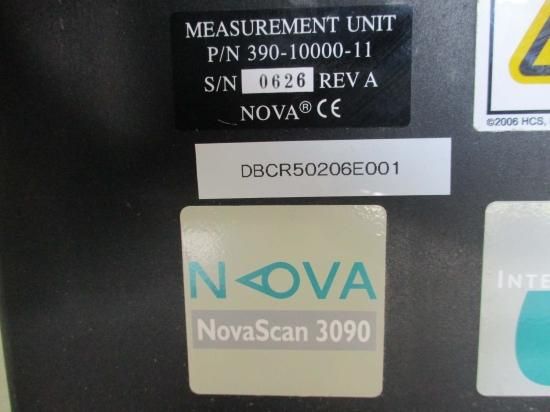 MEASUREMENT UNIT
P/N 390-10000-11
S/N 0626 REV A
NOVA® CE
©2006 HCS,
DBCR50206E001
NOVA
NovaScan 3090
INTE